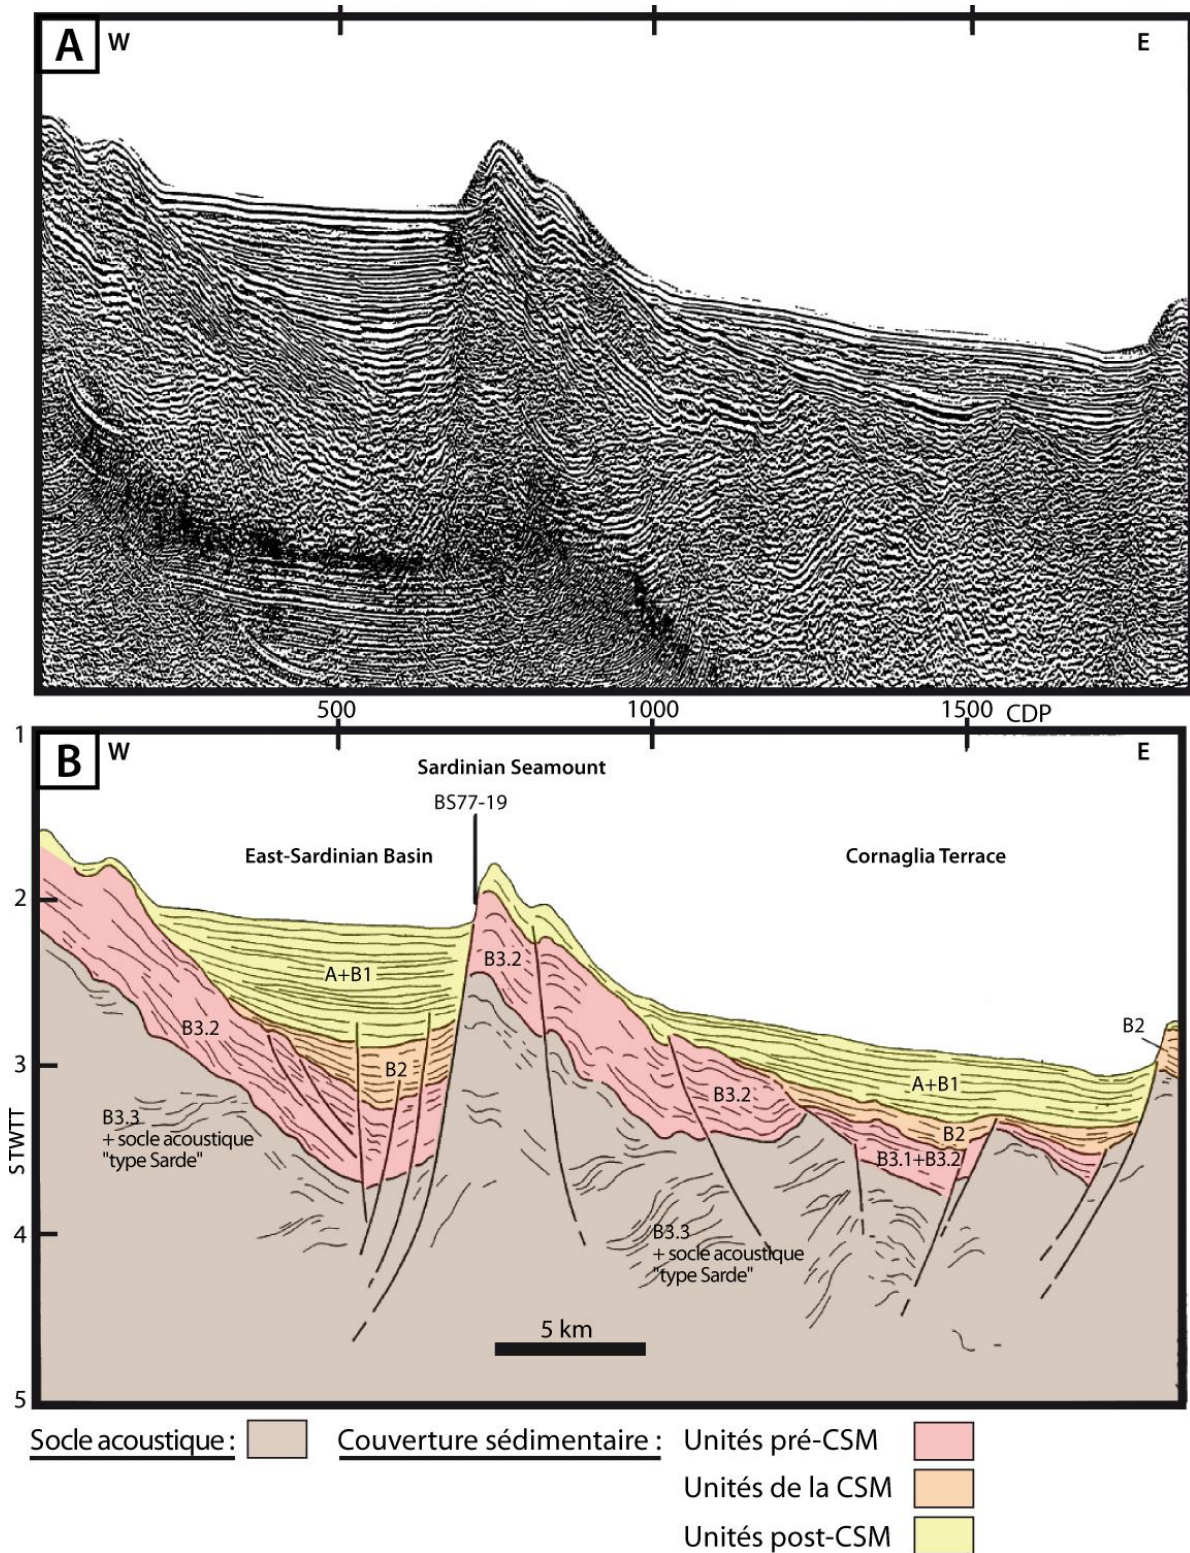 A
W
E
500
1000
1500
CDP
B
W
E
Sardinian Seamount
BS77-19
East-Sardinian Basin
Cornaglia Terrace
1
2
3
4
5
STWTT
A+B1
B3.2
B2
B3.2
B3.3
+ socle acoustique
"type Sarde"
B2
A+B1
B3.2
B2
B3.1+B3.2
B3.3
+ socle acoustique
"type Sarde"
5 km
Socle acoustique :
Couverture sédimentaire :
Unités pré-CSM
Unités de la CSM
Unités post-CSM